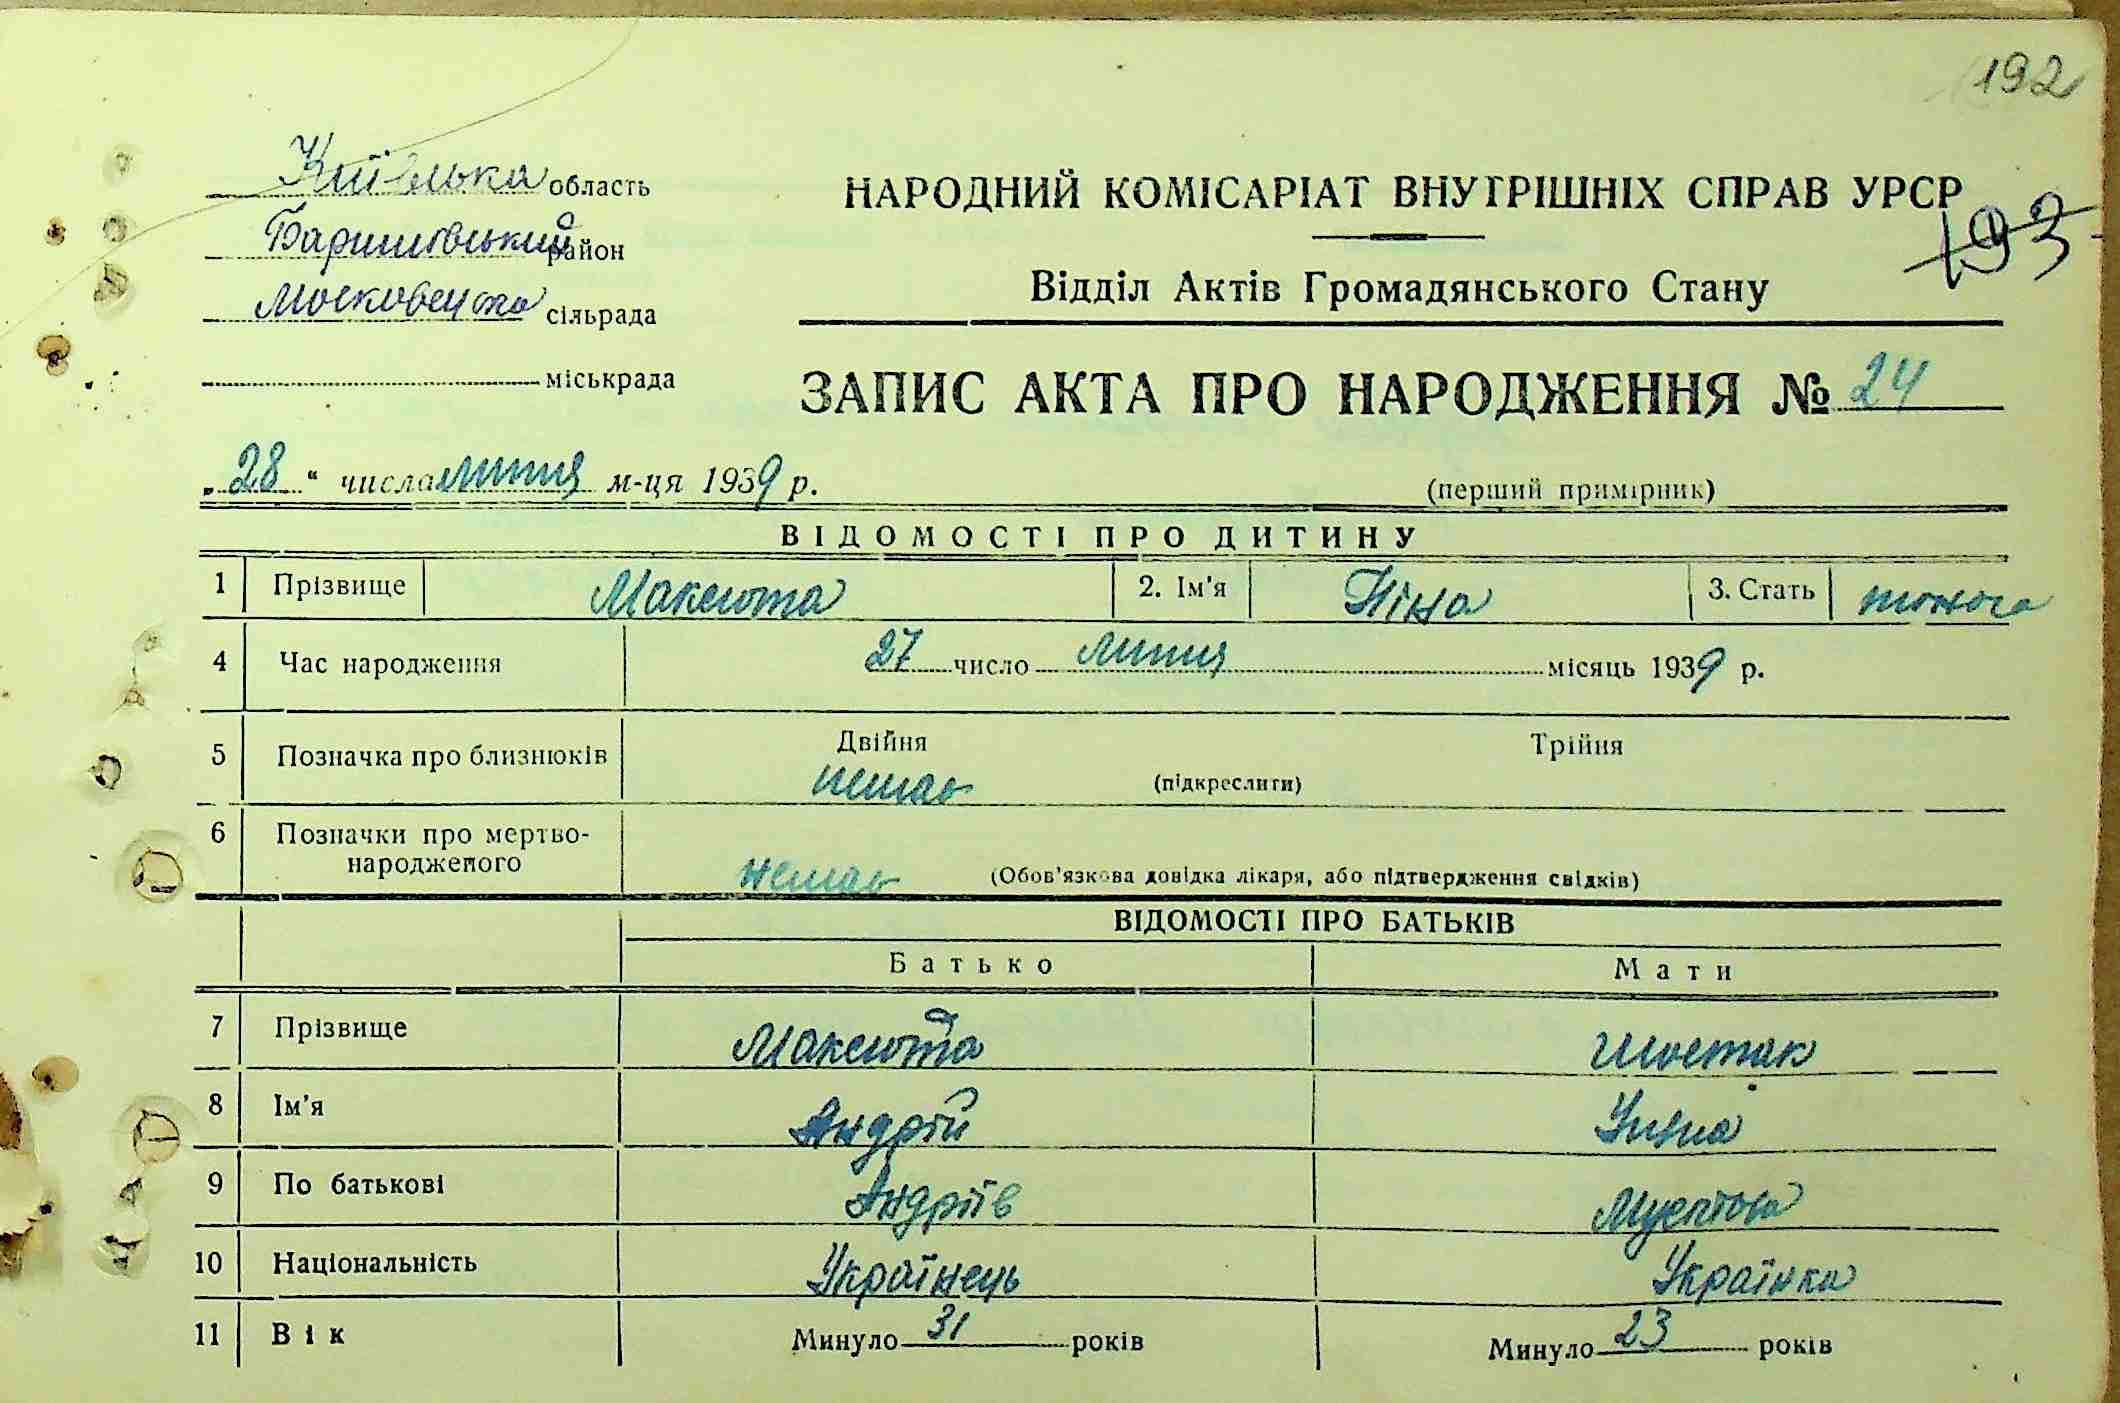 192
Київська область
НАРОДНИЙ КОМІСАРІАТ ВНУТРІШНІХ СПРАВ УРСР
193
Баришівський район
Відділ Актів Громадянського Стану
сільрада
міськрада
ЗАПИС АКТА ПРО НАРОДЖЕННЯ № 24
„28“ числа липня м-ця 1939 р.
(перший примірник)
ВІДОМОСТІ ПРО ДИТИНУ
1 Прізвище Максюта 2. Ім'я Ніна 3. Стать жіноча
4 Час народження 27 число липня місяць 1939 р.
5 Позначка про близнюків Двійня Трійня
немає (підкреслити)
6 Позначки про мертво-
народженого немає (Обов'язкова довідка лікаря, або підтвердження свідків)
ВІДОМОСТІ ПРО БАТЬКІВ
Батько Мати
7 Прізвище Максюта Шостак
8 Ім'я Андрій
9 По батькові Андріїв
10 Національність Українець Українка
11 Вік Минуло 31 років Минуло 23 років